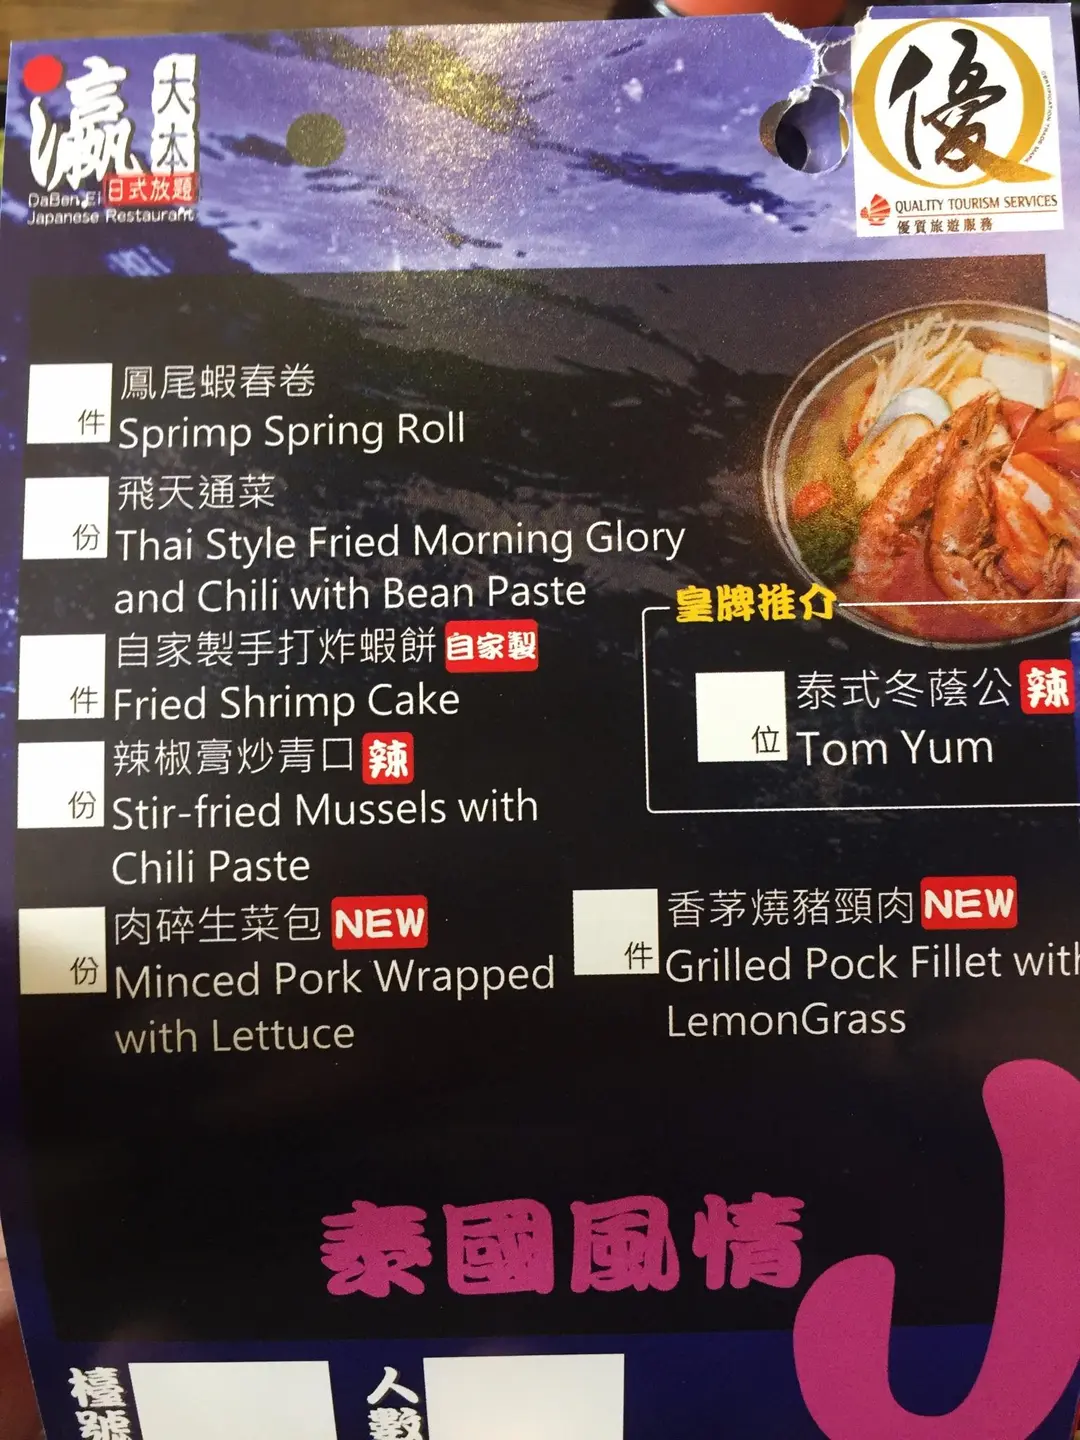 瀛
大本
DaBen Ei
日式放題
Japanese Restaurant
優
QUALITY TOURISM SERVICES
優質旅遊服務
件
鳳尾蝦春卷
Sprimp Spring Roll
份
飛天通菜
Thai Style Fried Morning Glory
and Chili with Bean Paste
件
自家製手打炸蝦餅 自家製
Fried Shrimp Cake
份
辣椒膏炒青口 辣
Stir-fried Mussels with
Chili Paste
份
肉碎生菜包 NEW
Minced Pork Wrapped
with Lettuce
皇牌推介
位
泰式冬蔭公 辣
Tom Yum
件
香茅燒豬頸肉 NEW
Grilled Pock Fillet with
LemonGrass
泰國風情
J
檯號
人數